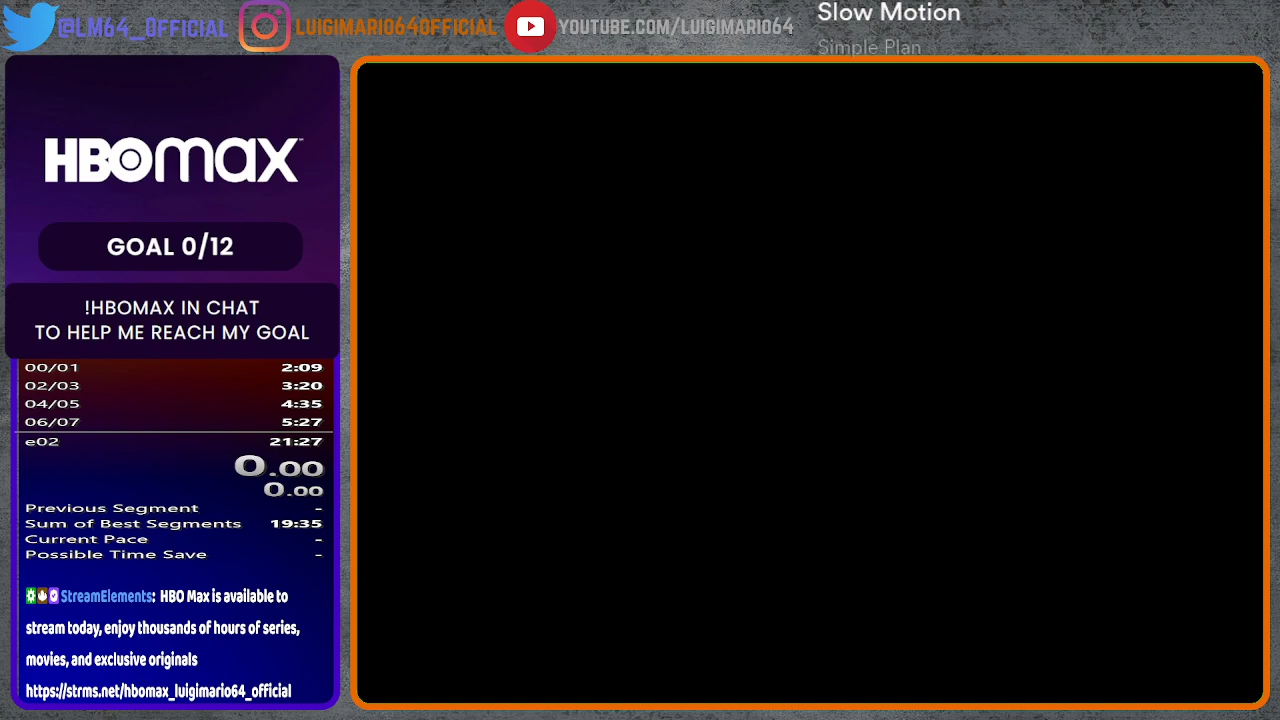 @LM64_OFFICIAL LUIGIMARIO64OFFICIAL YOUTUBE.COM/LUIGIMARIO64
Slow Motion
Simple Plan
HBOMAX
GOAL 0/12
!HBOMAX IN CHAT
TO HELP ME REACH MY GOAL
00/01 2:09
02/03 3:20
04/05 4:35
06/07 5:27
e02 21:27
0.00
0.00
Previous Segment -
Sum of Best Segments 19:35
Current Pace -
Possible Time Save -
StreamElements: HBO Max is available to
stream today, enjoy thousands of hours of series,
movies, and exclusive originals
https://strms.net/hbomax_luigimario64_official